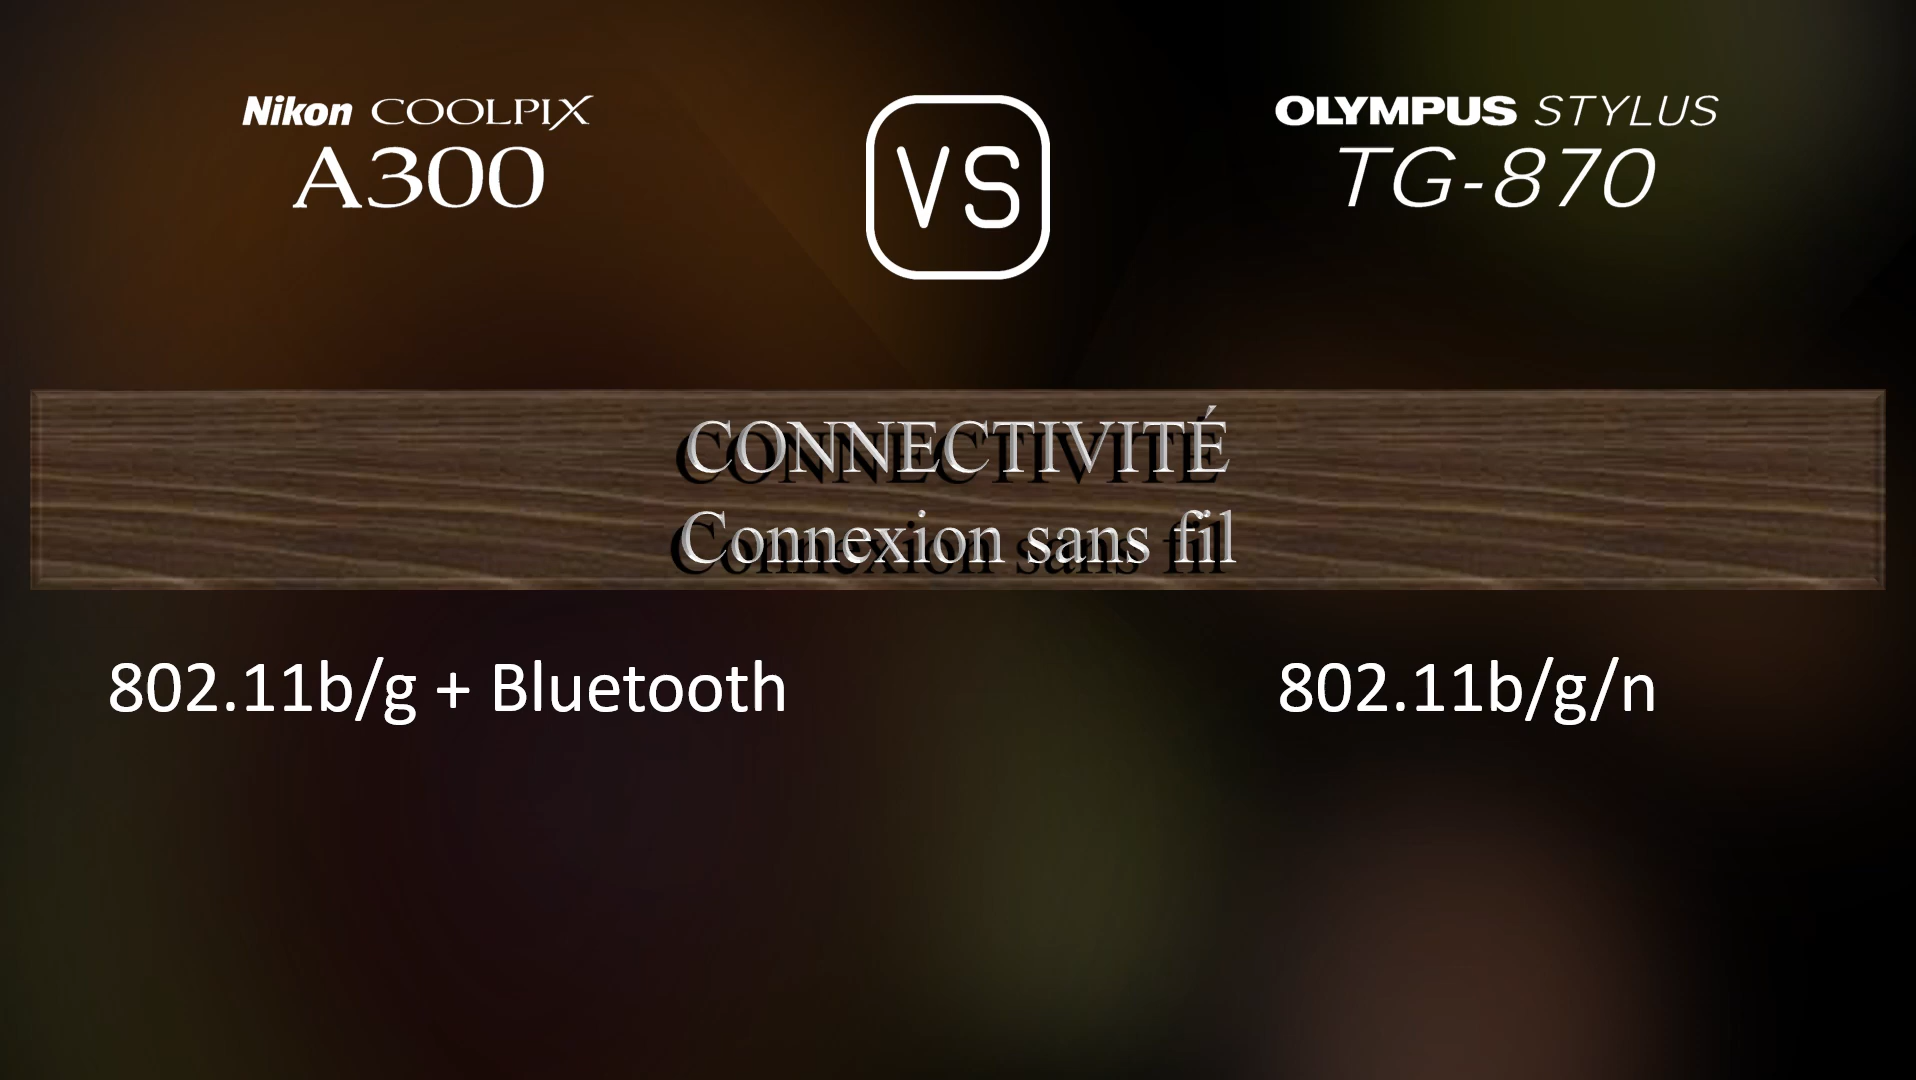 Nikon COOLPIX
A300
VS
OLYMPUS STYLUS
TG-870
CONNECTIVITÉ
Connexion sans fil
802.11b/g + Bluetooth
802.11b/g/n